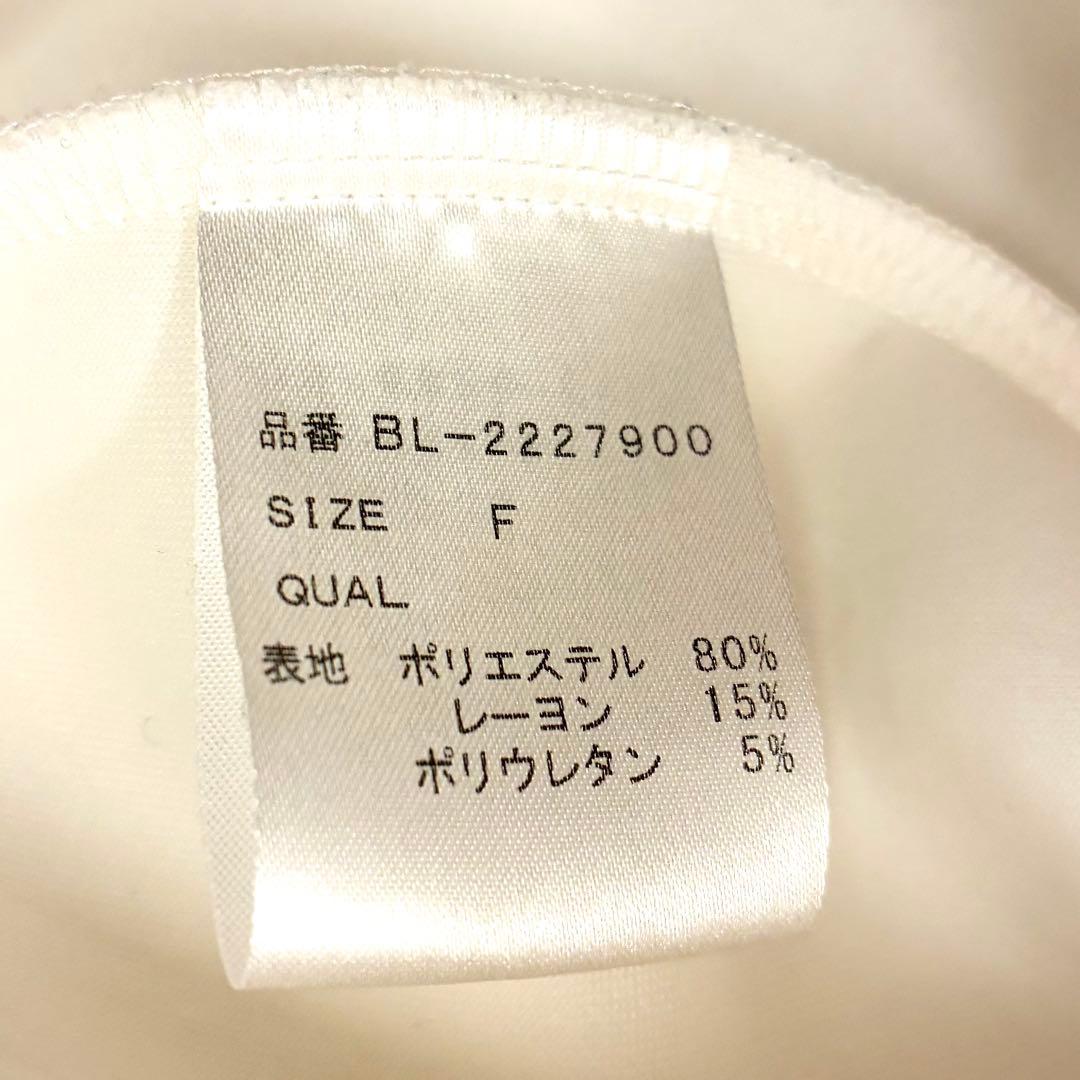 品番 BL-2227900
SIZE F
QUAL.
表地 ポリエステル 80%
レーヨン 15%
ポリウレタン 5%